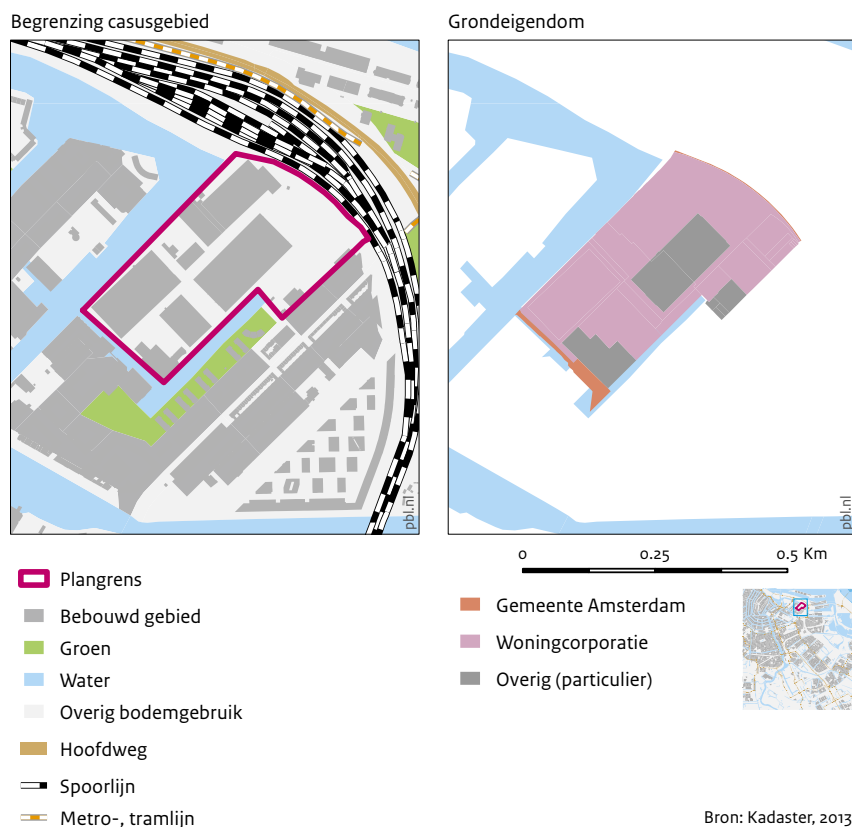 Begrenzing casusgebied
Grondeigendom
pbl.nl
pbl.nl
0 0.25 0.5 Km
Plangrens
Bebouwd gebied
Groen
Water
Overig bodemgebruik
Hoofdweg
Spoorlijn
Metro-, tramlijn
Gemeente Amsterdam
Woningcorporatie
Overig (particulier)
Bron: Kadaster, 2013